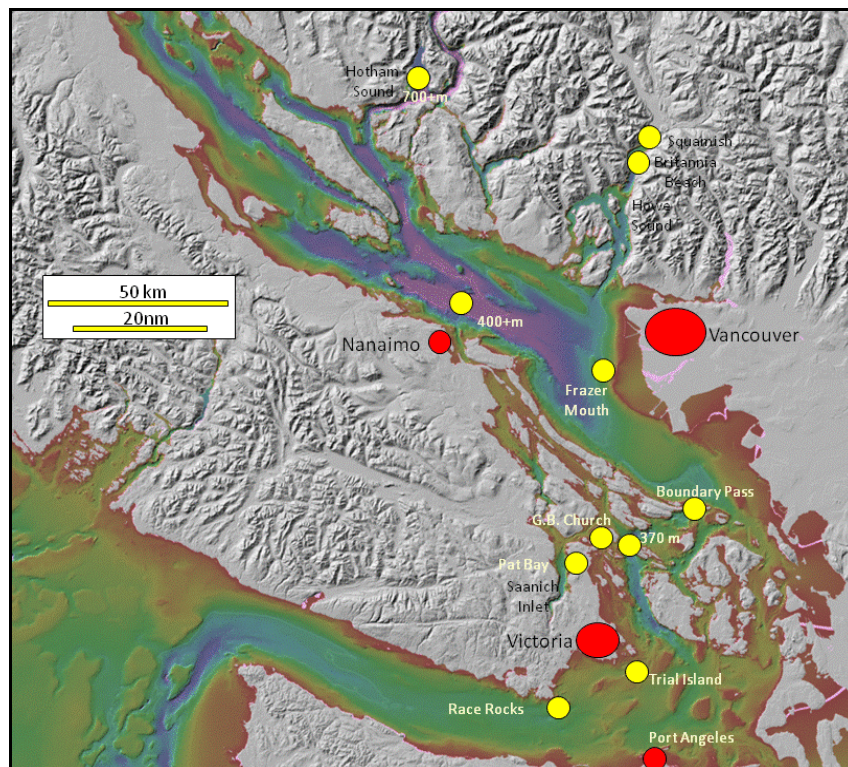 Hotham
Sound
700+m
Squamish
Britannia
Beach
Howe
Sound
50 km
20nm
400+m
Nanaimo
Vancouver
Frazer
Mouth
Boundary Pass
G.B. Church
370 m
Pat Bay
Saanich
Inlet
Victoria
Trial Island
Race Rocks
Port Angeles